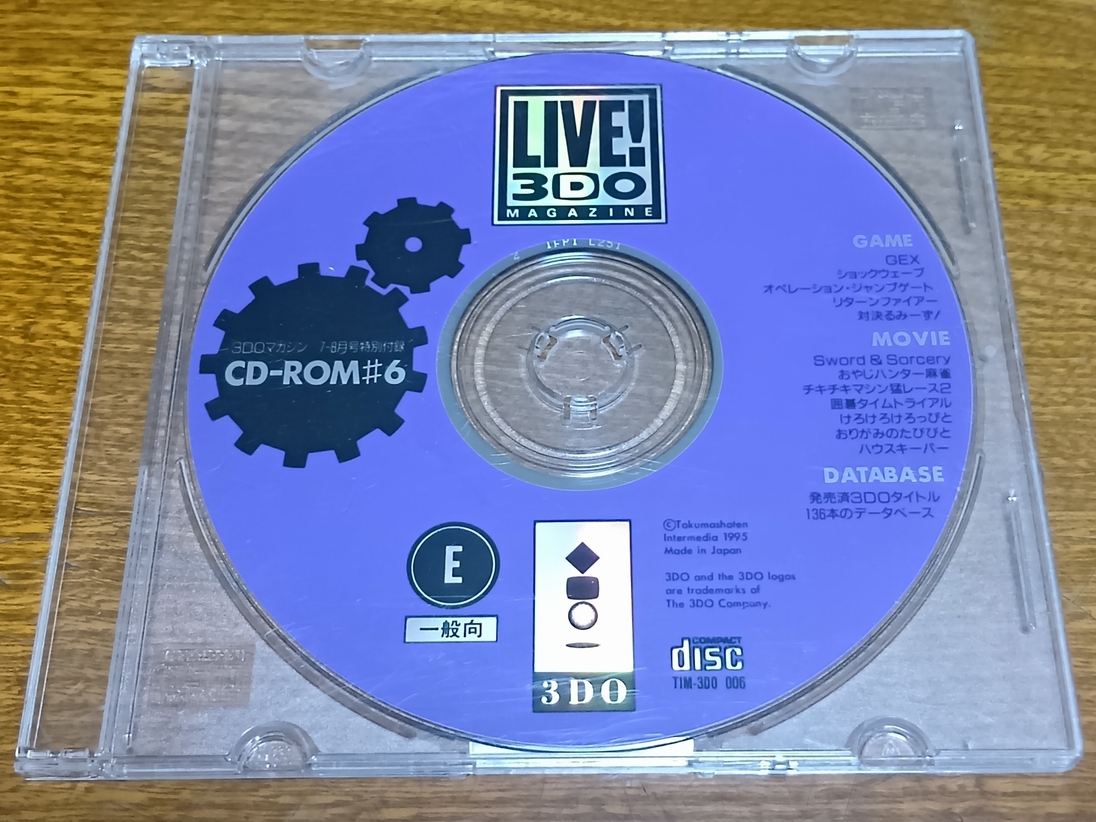 LIVE!
3DO
MAGAZINE
IFPI L251
3DOマガジン 7-8月号特別付録
CD-ROM#6
GAME
GEX
ショックウェーブ
オペレーション・ジャンプゲート
リターンファイアー
対決るみーず!
MOVIE
Sword & Sorcery
おやじハンター麻雀
チキチキマシン猛レース2
囲碁タイムトライアル
けろけろけろっぴと
おりがみのたびびと
ハウスキーパー
DATABASE
発売済3DOタイトル
136本のデータベース
E
一般向
3DO
©Tokumashoten
Intermedia 1995
Made in Japan
3DO and the 3DO logos
are trademarks of
The 3DO Company.
COMPACT
disc
TIM-3DO 006